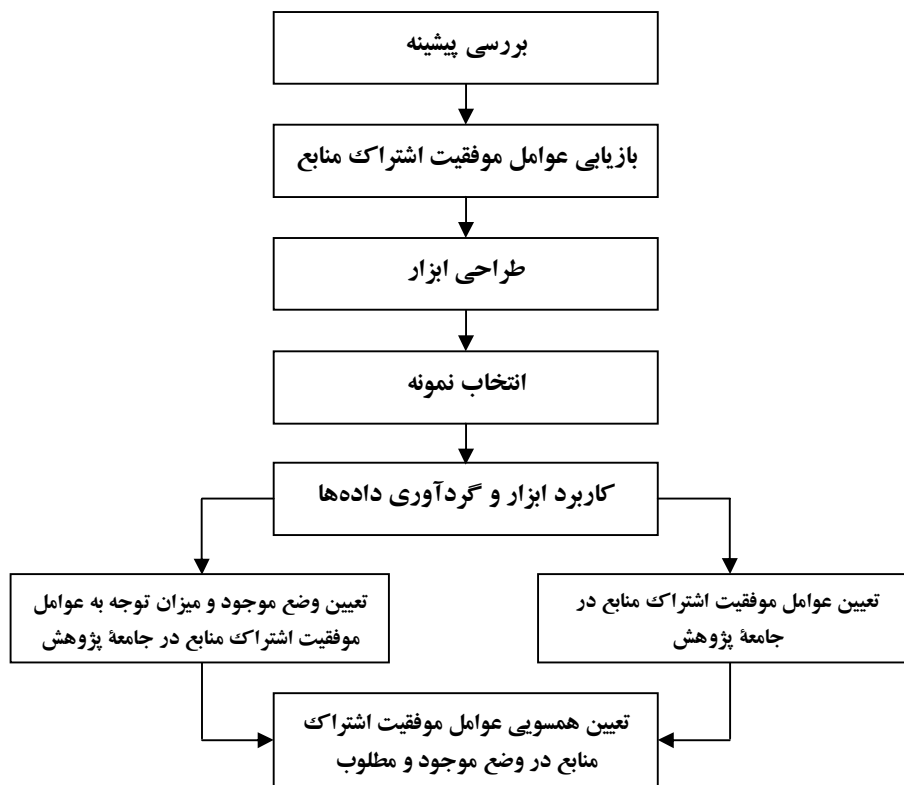 بررسی پیشینه
بازیابی عوامل موفقیت اشتراک منابع
طراحی ابزار
انتخاب نمونه
کاربرد ابزار و گردآوری داده‌ها
تعیین عوامل موفقیت اشتراک منابع در
جامعهٔ پژوهش
تعیین وضع موجود و میزان توجه به عوامل
موفقیت اشتراک منابع در جامعهٔ پژوهش
تعیین همسویی عوامل موفقیت اشتراک
منابع در وضع موجود و مطلوب